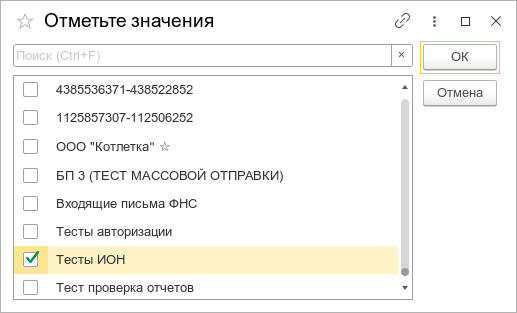 Отметьте значения
Поиск (Ctrl+F)
ОК
4385536371-438522852
Отмена
1125857307-112506252
ООО "Котлетка" ☆
БП 3 (ТЕСТ МАССОВОЙ ОТПРАВКИ)
Входящие письма ФНС
Тесты авторизации
Тесты ИОН
Тест проверка отчетов